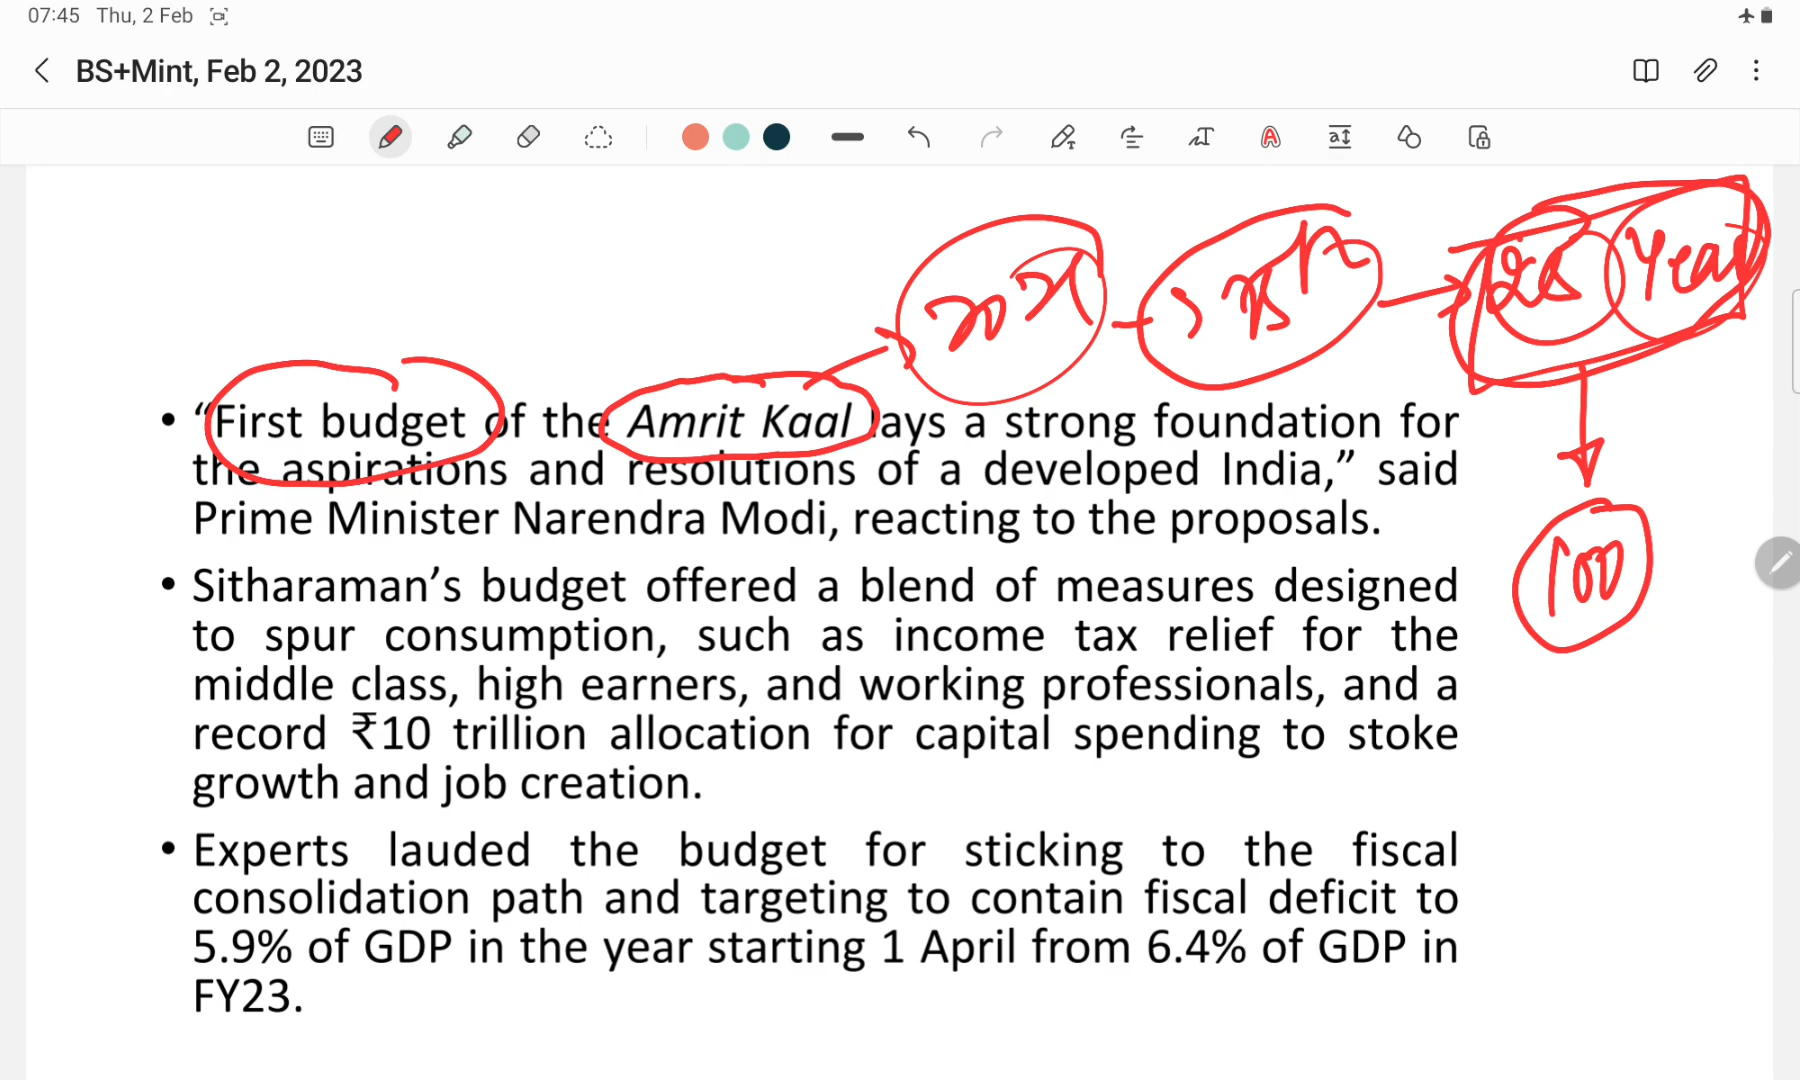 07:45 Thu, 2 Feb
BS+Mint, Feb 2, 2023
25 Year
100
• “First budget of the Amrit Kaal lays a strong foundation for
the aspirations and resolutions of a developed India,” said
Prime Minister Narendra Modi, reacting to the proposals.
• Sitharaman’s budget offered a blend of measures designed
to spur consumption, such as income tax relief for the
middle class, high earners, and working professionals, and a
record ₹10 trillion allocation for capital spending to stoke
growth and job creation.
• Experts lauded the budget for sticking to the fiscal
consolidation path and targeting to contain fiscal deficit to
5.9% of GDP in the year starting 1 April from 6.4% of GDP in
FY23.